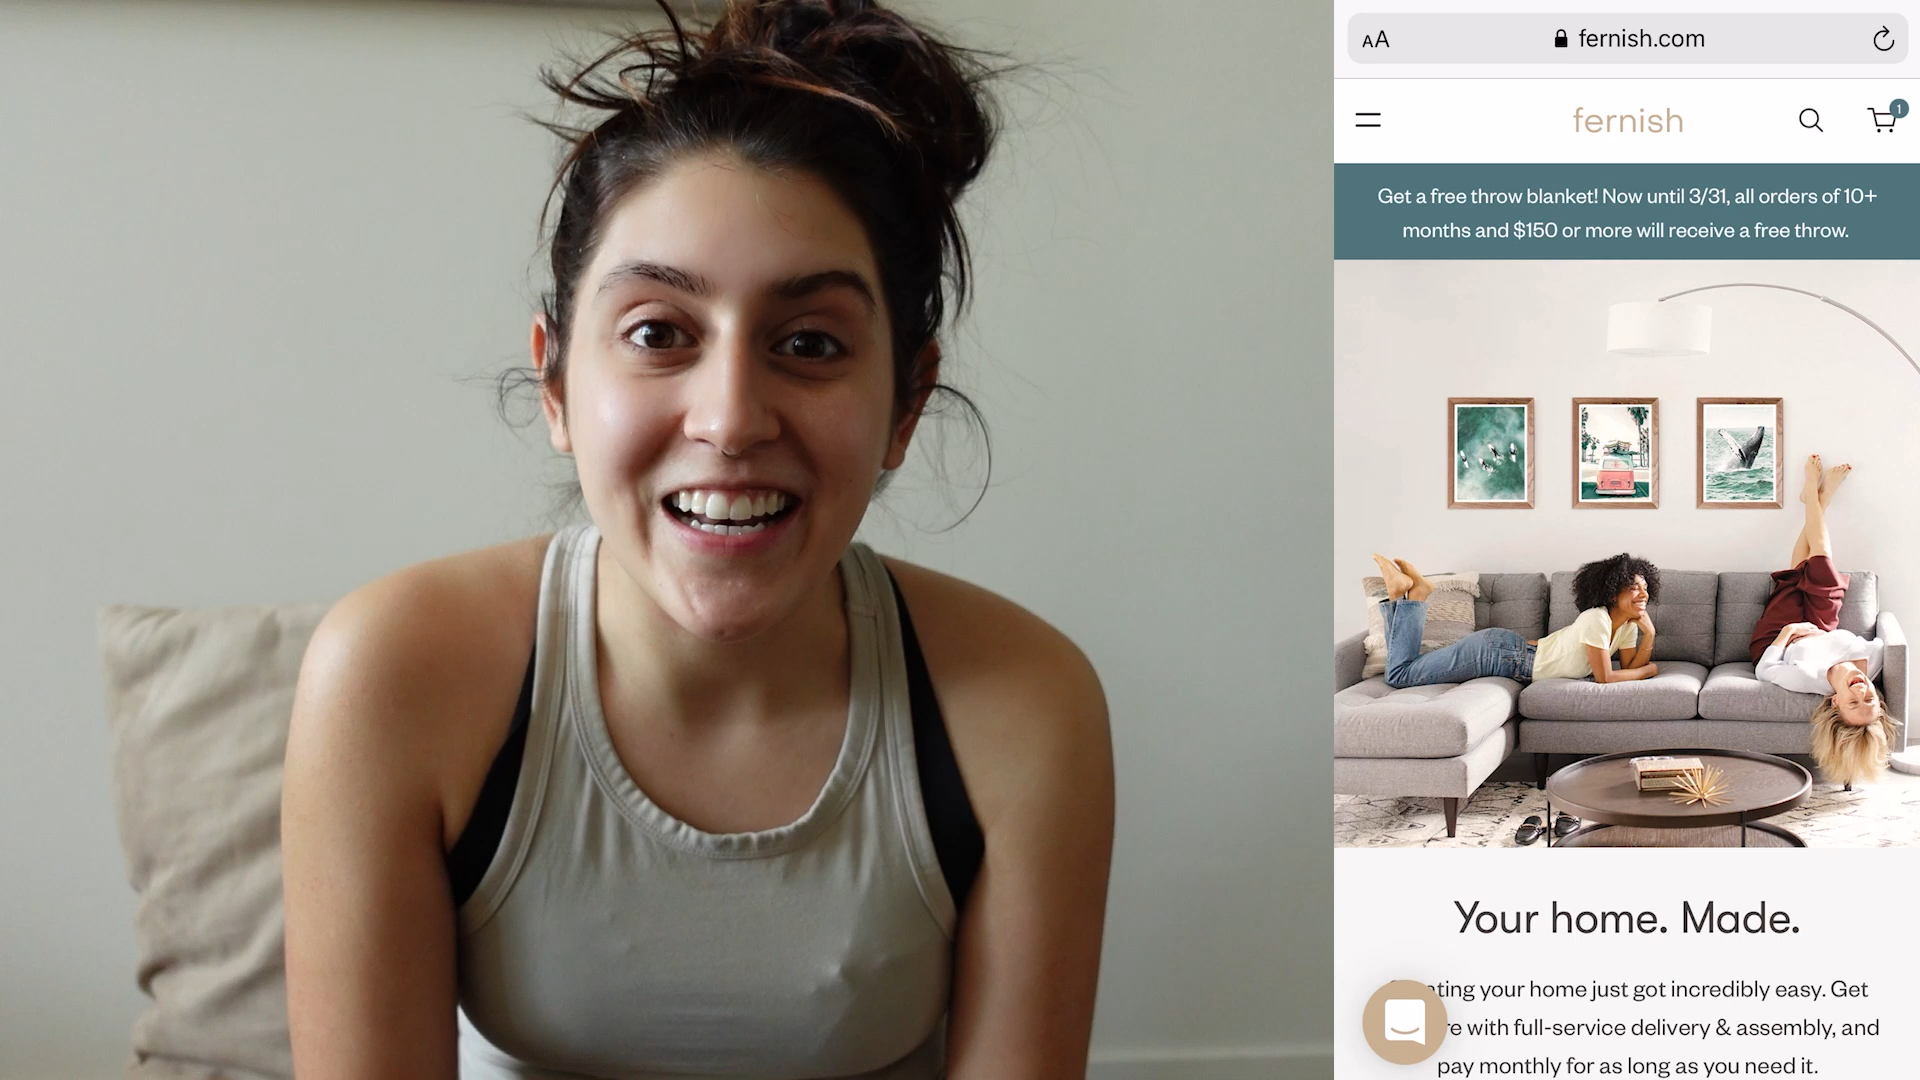 AA fernish.com
fernish
1
Get a free throw blanket! Now until 3/31, all orders of 10+
months and $150 or more will receive a free throw.
Your home. Made.
your home just got incredibly easy. Get
with full-service delivery & assembly, and
pay monthly for as long as you need it.